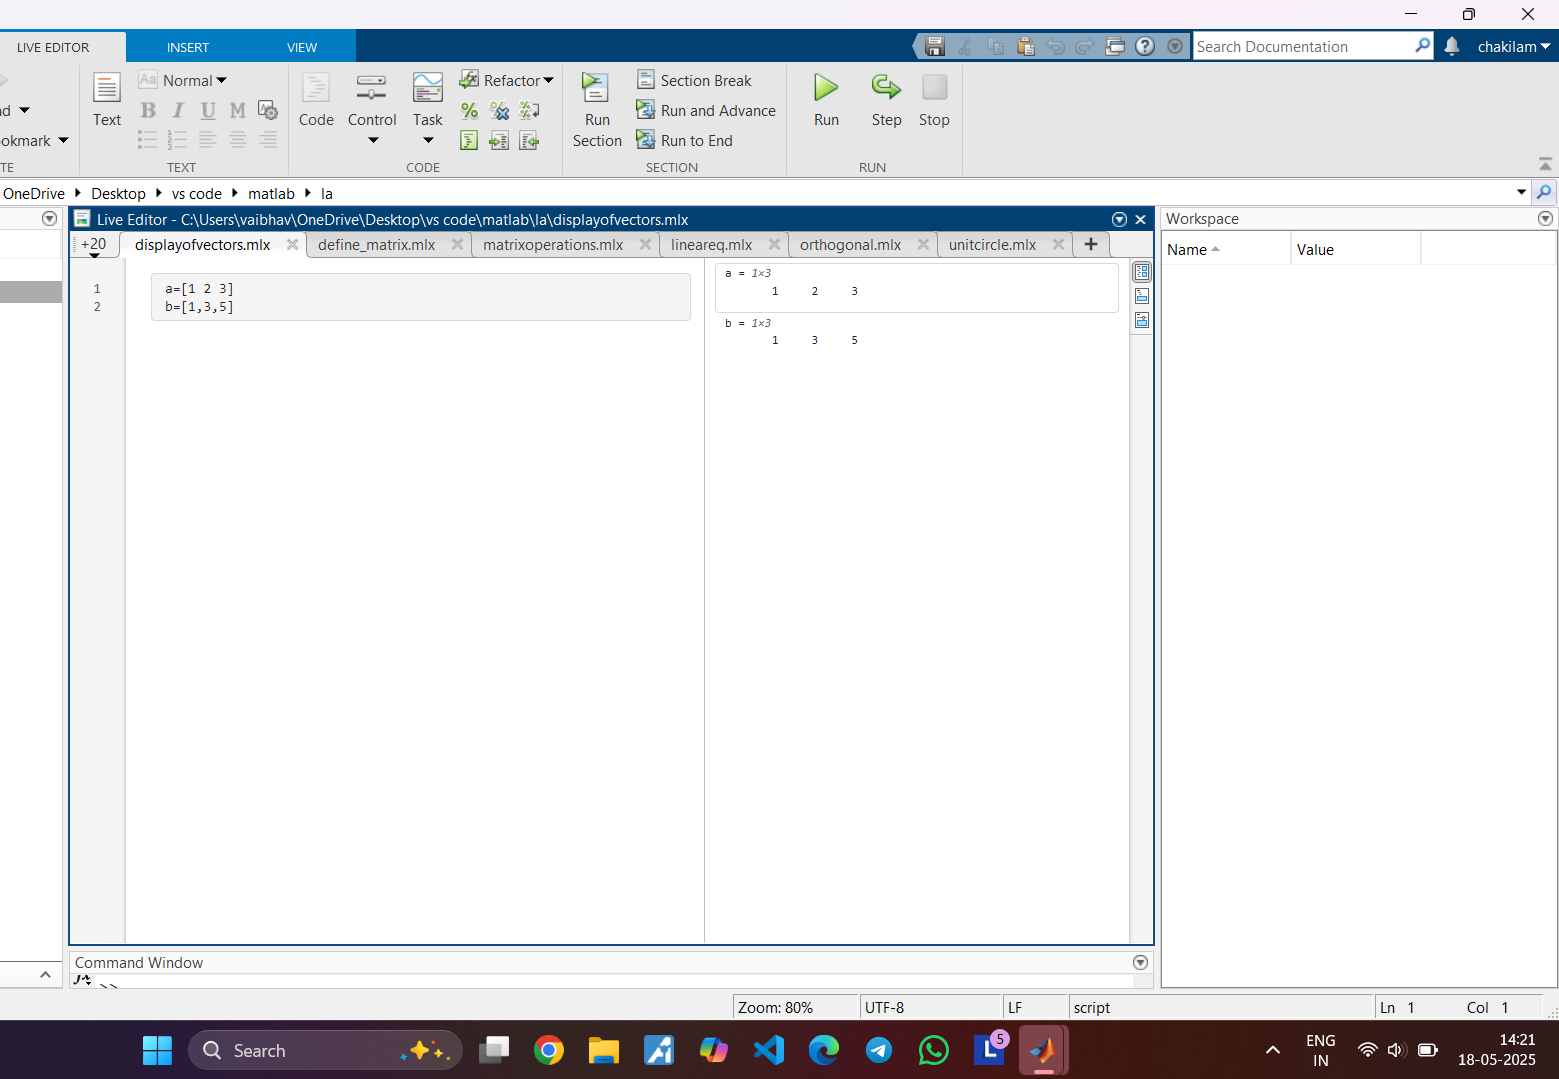 LIVE EDITOR INSERT VIEW
Search Documentation
chakilam
Text
Aa Normal
B I U M
TEXT
Code Control Task
Refactor
CODE
Run Section
Section Break
Run and Advance
Run to End
SECTION
Run Step Stop
RUN
nd
okmark
TE
OneDrive Desktop vs code matlab la
Live Editor - C:\Users\vaibhav\OneDrive\Desktop\vs code\matlab\la\displayofvectors.mlx
+20 displayofvectors.mlx define_matrix.mlx matrixoperations.mlx lineareq.mlx orthogonal.mlx unitcircle.mlx +
1 a=[1 2 3]
2 b=[1,3,5]
a = 1×3
1 2 3
b = 1×3
1 3 5
Workspace
Name Value
Command Window
>>
Zoom: 80% UTF-8 LF script Ln 1 Col 1
Search
5
L
ENG
IN
14:21
18-05-2025